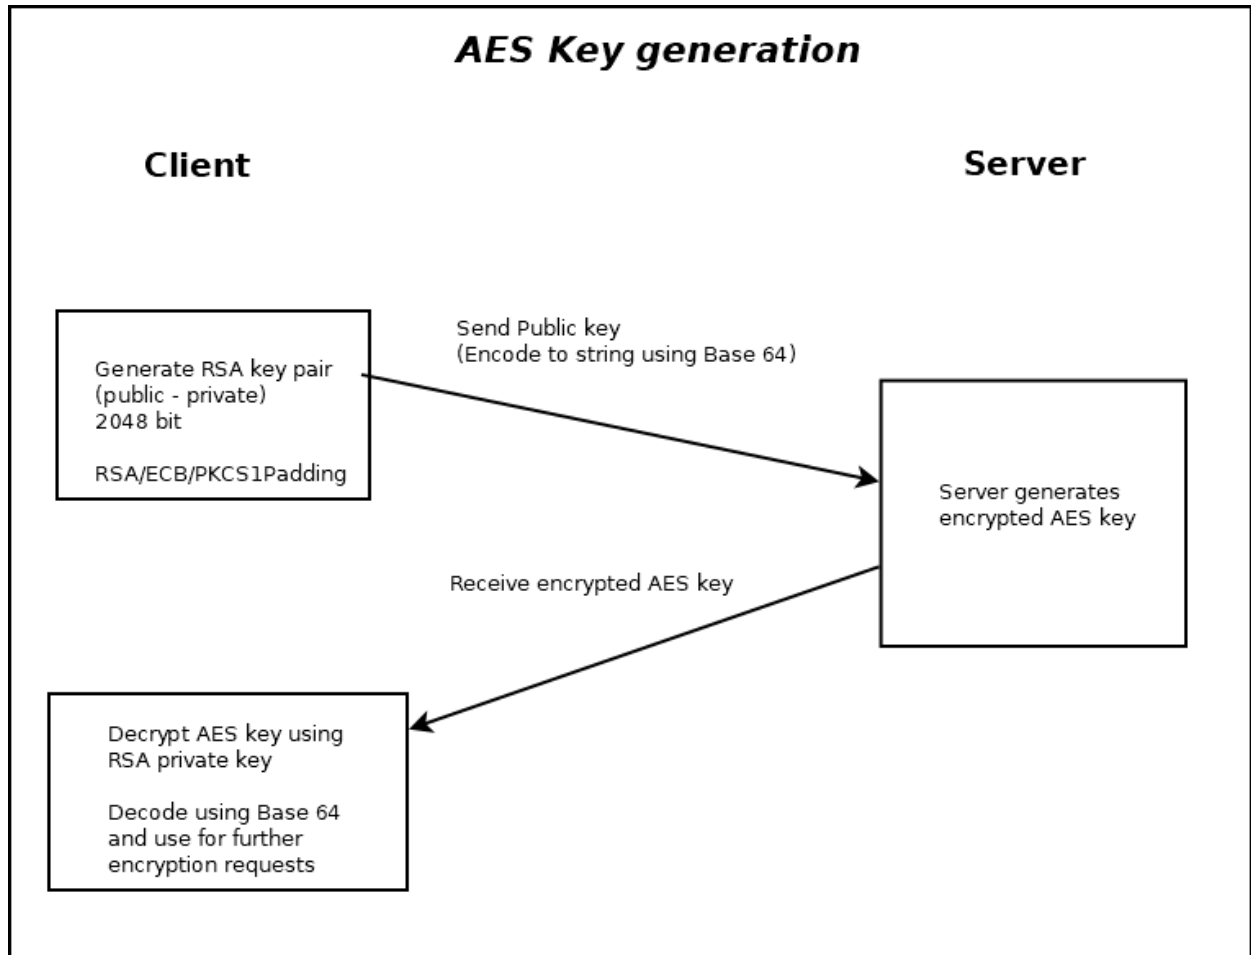 AES Key generation
Client
Server
Generate RSA key pair
(public - private)
2048 bit
RSA/ECB/PKCS1Padding
Send Public key
(Encode to string using Base 64)
Server generates
encrypted AES key
Receive encrypted AES key
Decrypt AES key using
RSA private key
Decode using Base 64
and use for further
encryption requests